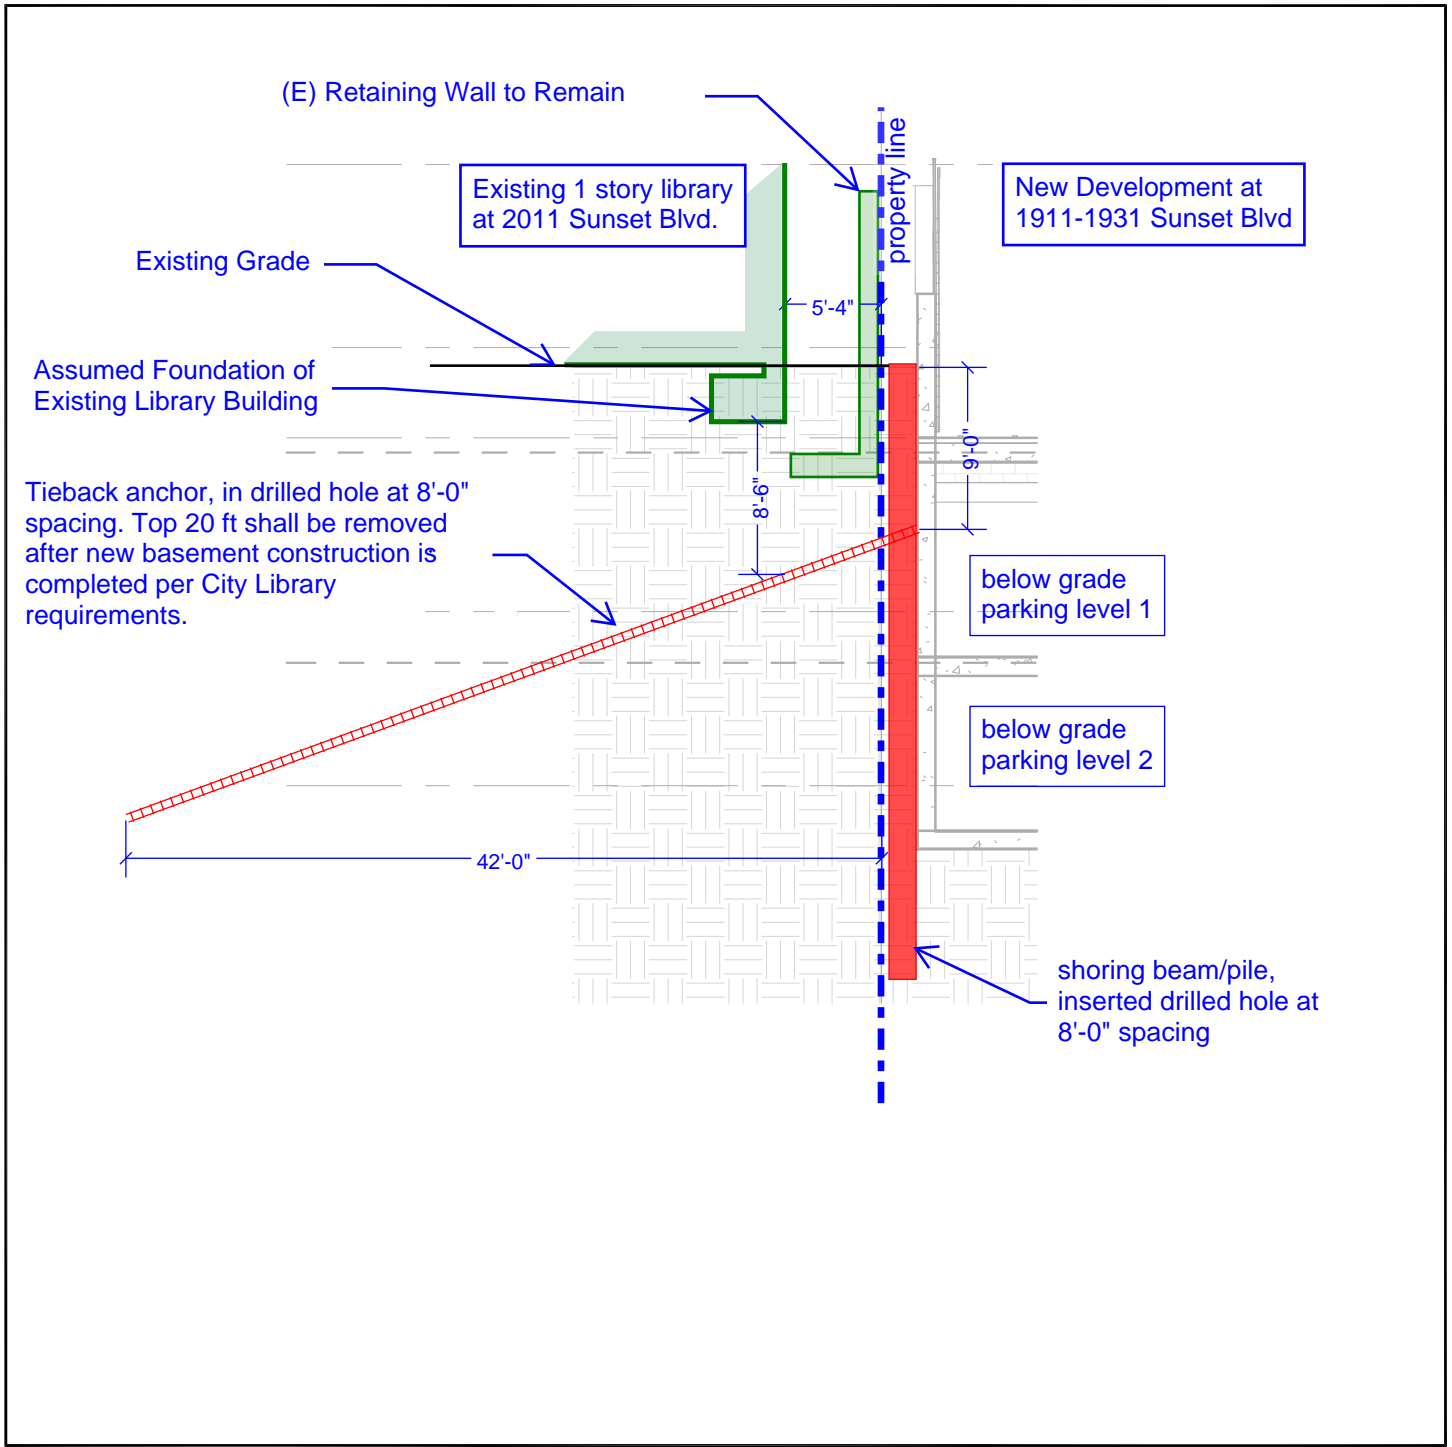 (E) Retaining Wall to Remain
property line
Existing 1 story library
at 2011 Sunset Blvd.
New Development at
1911-1931 Sunset Blvd
Existing Grade
5'-4"
Assumed Foundation of
Existing Library Building
9'-0"
8'-6"
Tieback anchor, in drilled hole at 8'-0"
spacing. Top 20 ft shall be removed
after new basement construction is
completed per City Library
requirements.
below grade
parking level 1
below grade
parking level 2
42'-0"
shoring beam/pile,
inserted drilled hole at
8'-0" spacing